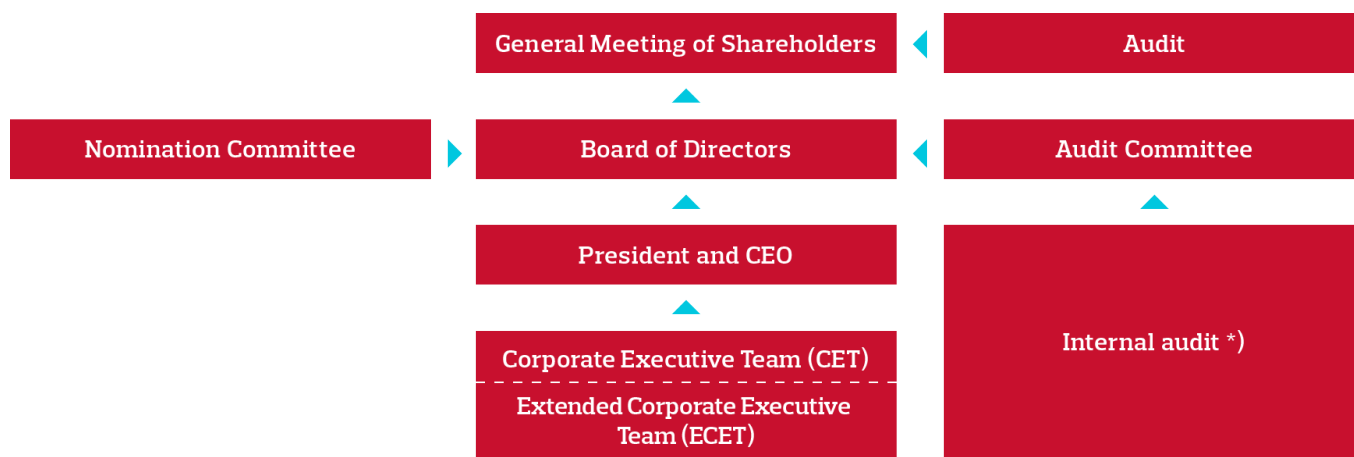 General Meeting of Shareholders
Audit
Nomination Committee
Board of Directors
Audit Committee
President and CEO
Corporate Executive Team (CET)
Extended Corporate Executive
Team (ECET)
Internal audit *)